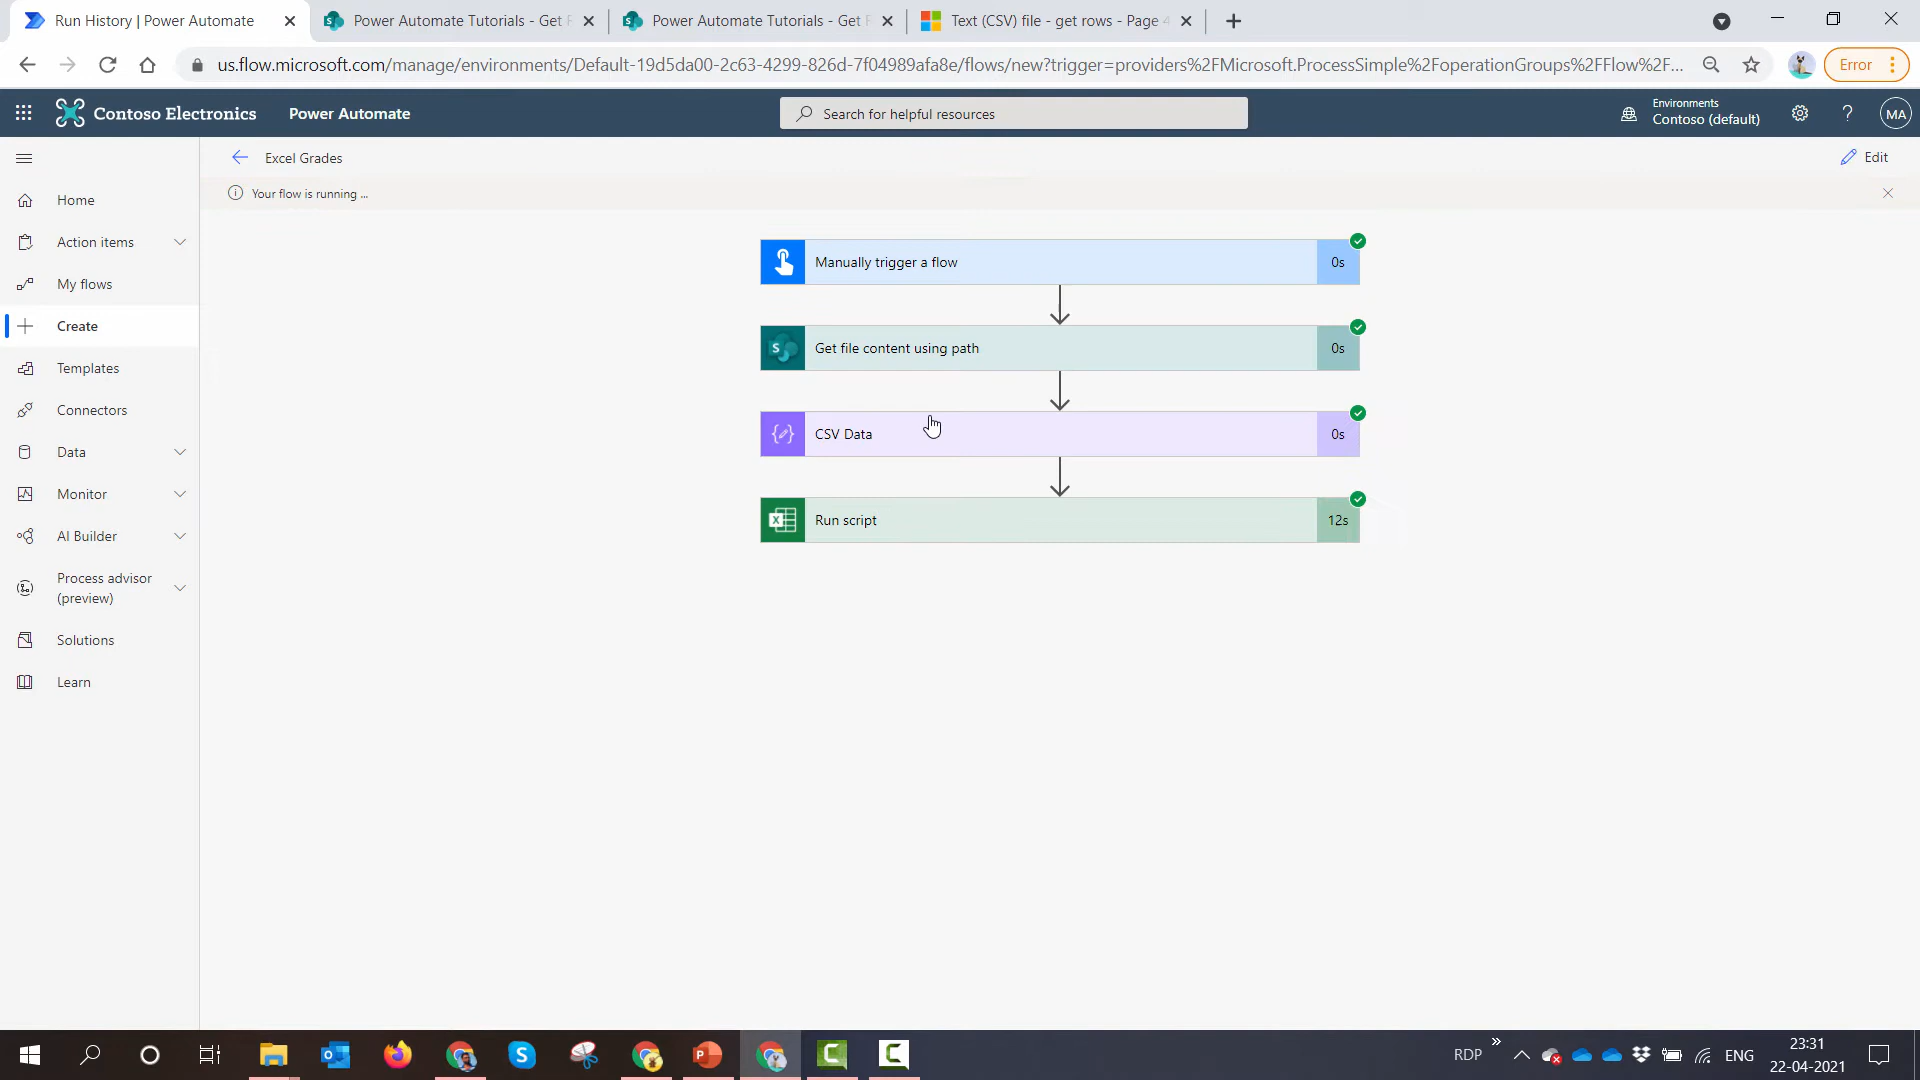 Run History | Power Automate
Power Automate Tutorials - Get F
Power Automate Tutorials - Get F
Text (CSV) file - get rows - Page 4
us.flow.microsoft.com/manage/environments/Default-19d5da00-2c63-4299-826d-7f04989afa8e/flows/new?trigger=providers%2FMicrosoft.ProcessSimple%2FoperationGroups%2FFlow%2F...
Error
Contoso Electronics
Power Automate
Search for helpful resources
Environments
Contoso (default)
?
MA
Excel Grades
Edit
Your flow is running ...
Home
Action items
My flows
Create
Templates
Connectors
Data
Monitor
AI Builder
Process advisor
(preview)
Solutions
Learn
Manually trigger a flow
0s
Get file content using path
0s
CSV Data
0s
Run script
12s
RDP
ENG
23:31
22-04-2021